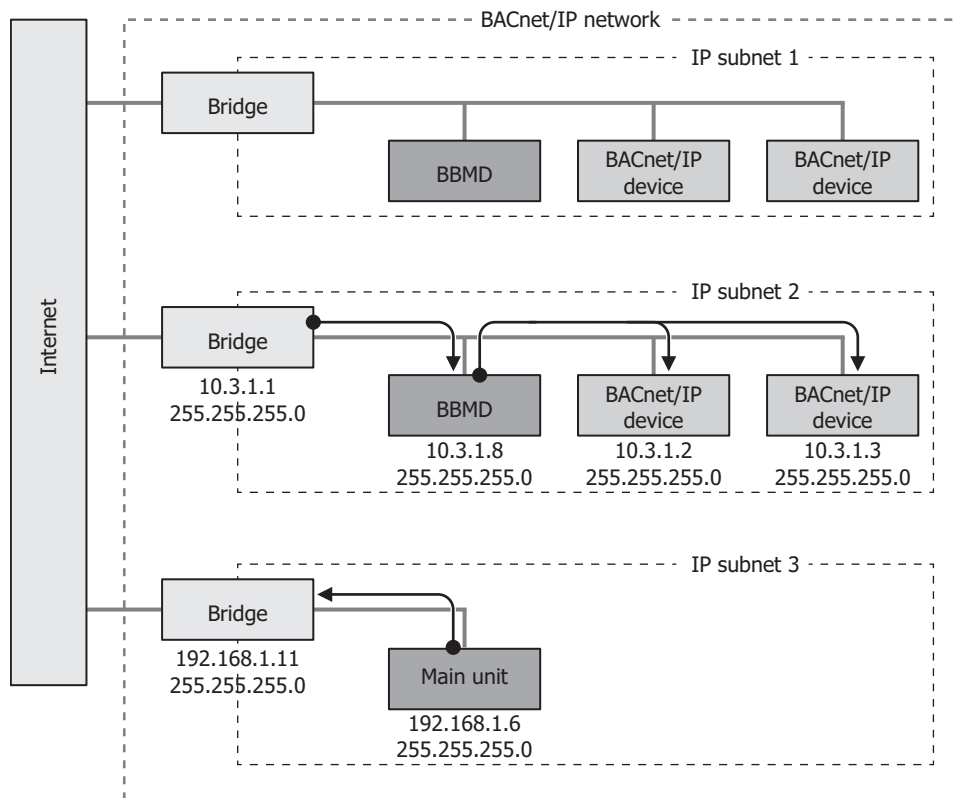 BACnet/IP network
IP subnet 1
Bridge
BBMD
BACnet/IP
device
BACnet/IP
device
Internet
IP subnet 2
Bridge
10.3.1.1
255.255.255.0
BBMD
10.3.1.8
255.255.255.0
BACnet/IP
device
10.3.1.2
255.255.255.0
BACnet/IP
device
10.3.1.3
255.255.255.0
IP subnet 3
Bridge
192.168.1.11
255.255.255.0
Main unit
192.168.1.6
255.255.255.0